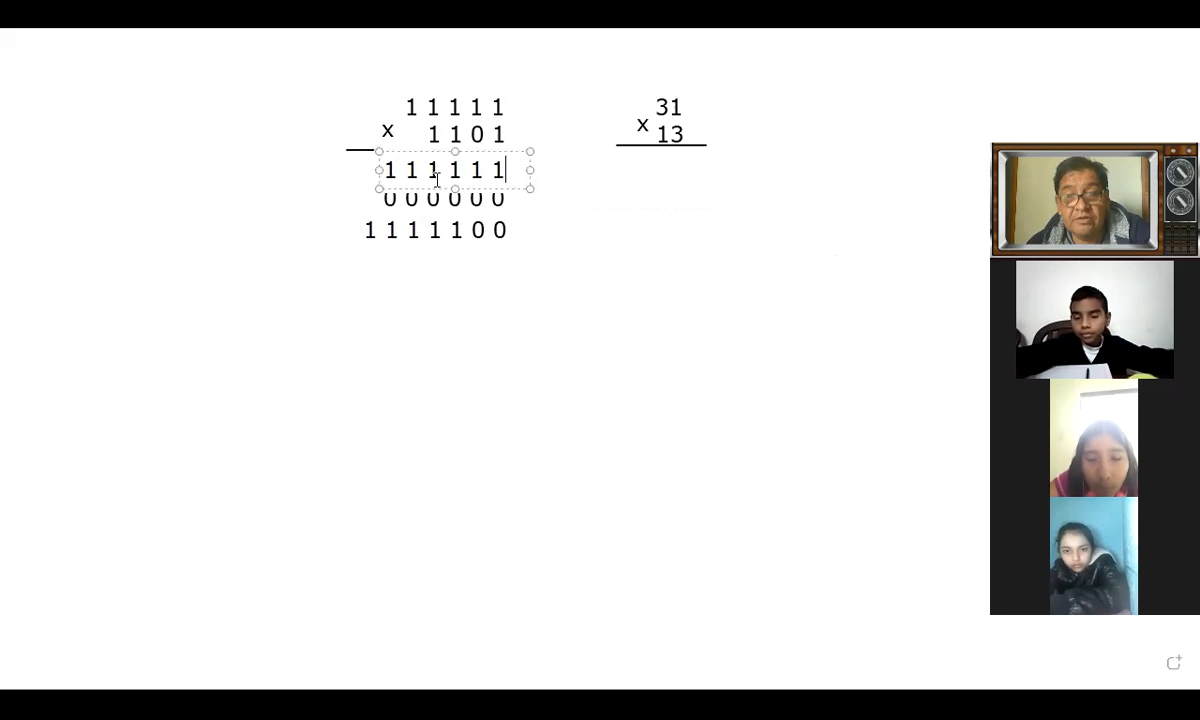 1 1 1 1 1
x 1 1 0 1
1 1 1 1 1 1
0 0 0 0 0 0
1 1 1 1 1 0 0
31
x 13